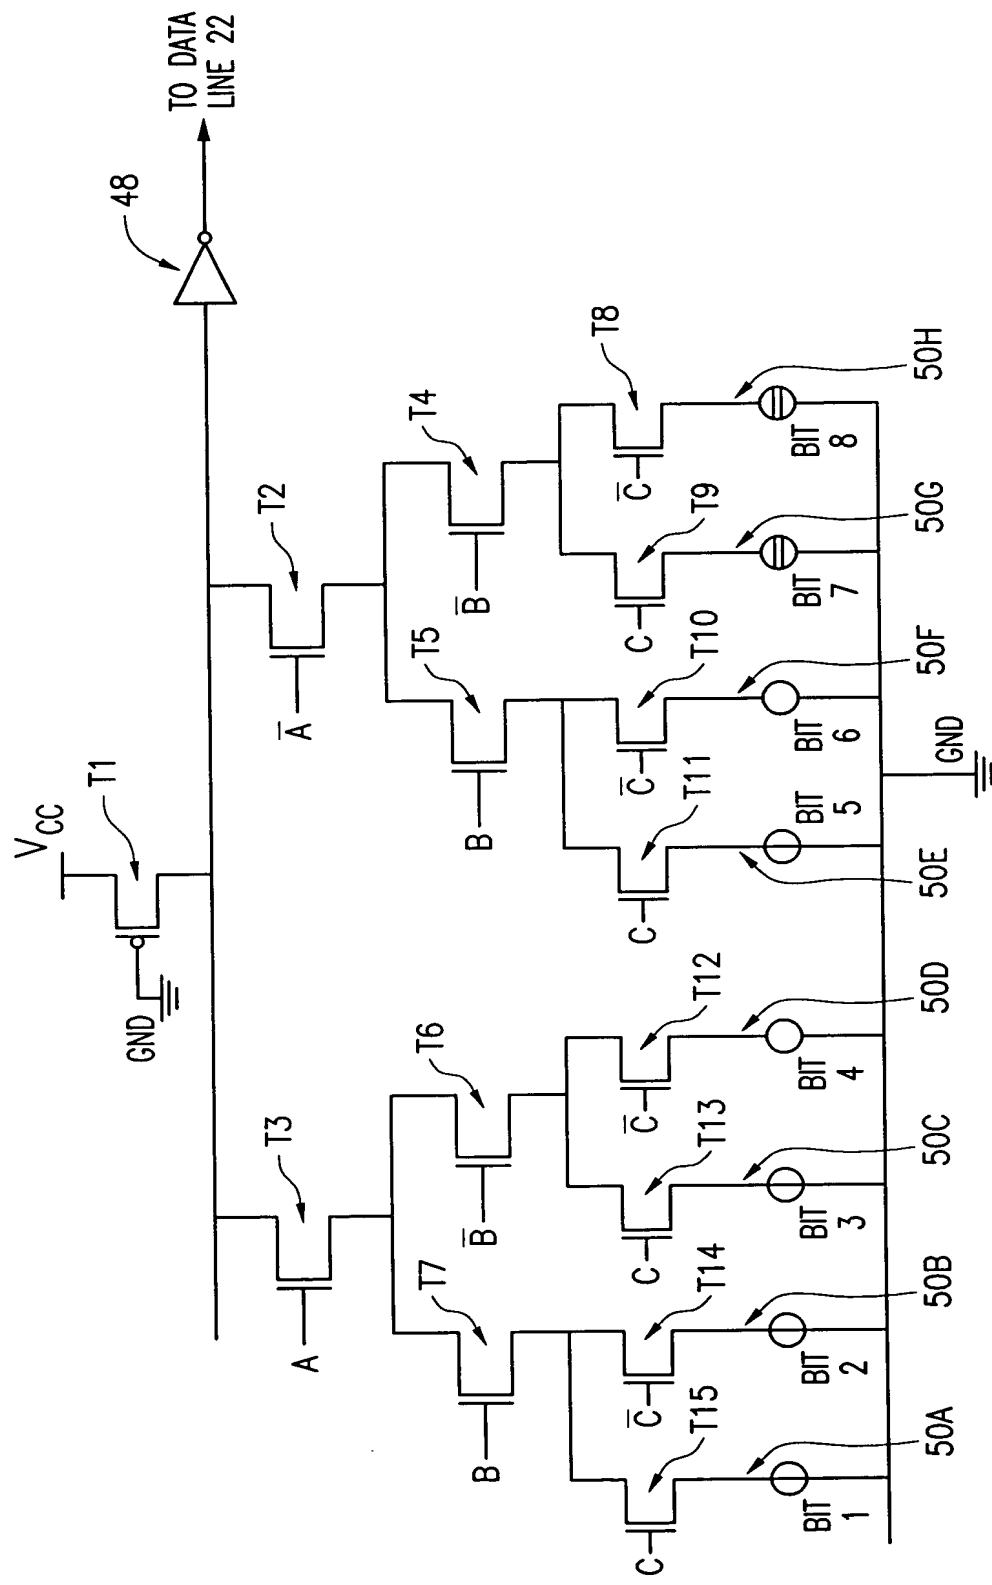 V_CC
T1
GND
TO DATA
LINE 22
48
T3
T2
A
A̅
T7
T6
T5
T4
B
B̅
B
B̅
T15
T14
T13
T12
T11
T10
T9
T8
C
C̅
C
C̅
C
C̅
C
C̅
BIT
1
BIT
2
BIT
3
BIT
4
BIT
5
BIT
6
BIT
7
BIT
8
50A
50B
50C
50D
50E
GND
50F
50G
50H